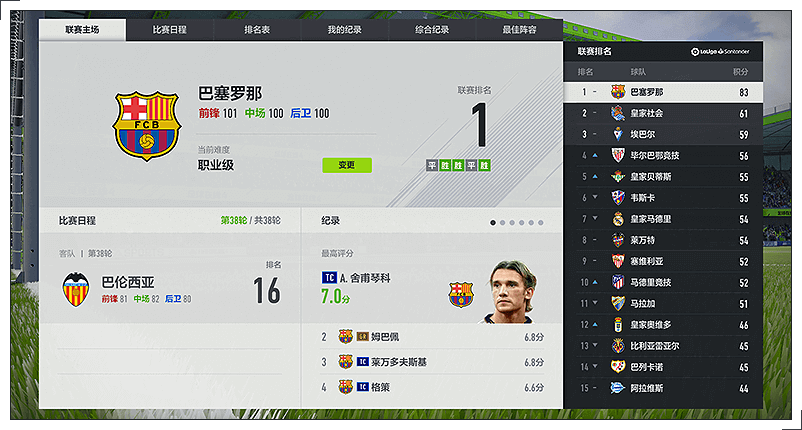 联赛主场 比赛日程 排名表 我的纪录 综合纪录 最佳阵容
巴塞罗那
前锋 101 中场 100 后卫 100
当前难度
职业级
变更
联赛排名
1
平 胜 胜 平 胜
FCB
比赛日程 第38轮 / 共38轮
客队 | 第38轮
巴伦西亚
前锋 81 中场 82 后卫 80
排名
16
纪录
最高评分
TC A. 舍甫琴科
7.0分
2 姆巴佩 6.8分
3 TC 莱万多夫斯基 6.8分
4 TC 格策 6.6分
联赛排名 LaLiga Santander
排名 球队 积分
1 – 巴塞罗那 83
2 – 皇家社会 61
3 – 埃巴尔 59
4 ▲ 毕尔巴鄂竞技 56
5 ▲ 皇家贝蒂斯 55
6 ▼ 韦斯卡 55
7 ▼ 皇家马德里 54
8 – 莱万特 54
9 – 塞维利亚 52
10 ▲ 马德里竞技 52
11 ▼ 马拉加 51
12 ▲ 皇家奥维多 46
13 ▼ 比利亚雷亚尔 45
14 ▼ 巴列卡诺 45
15 – 阿拉维斯 44